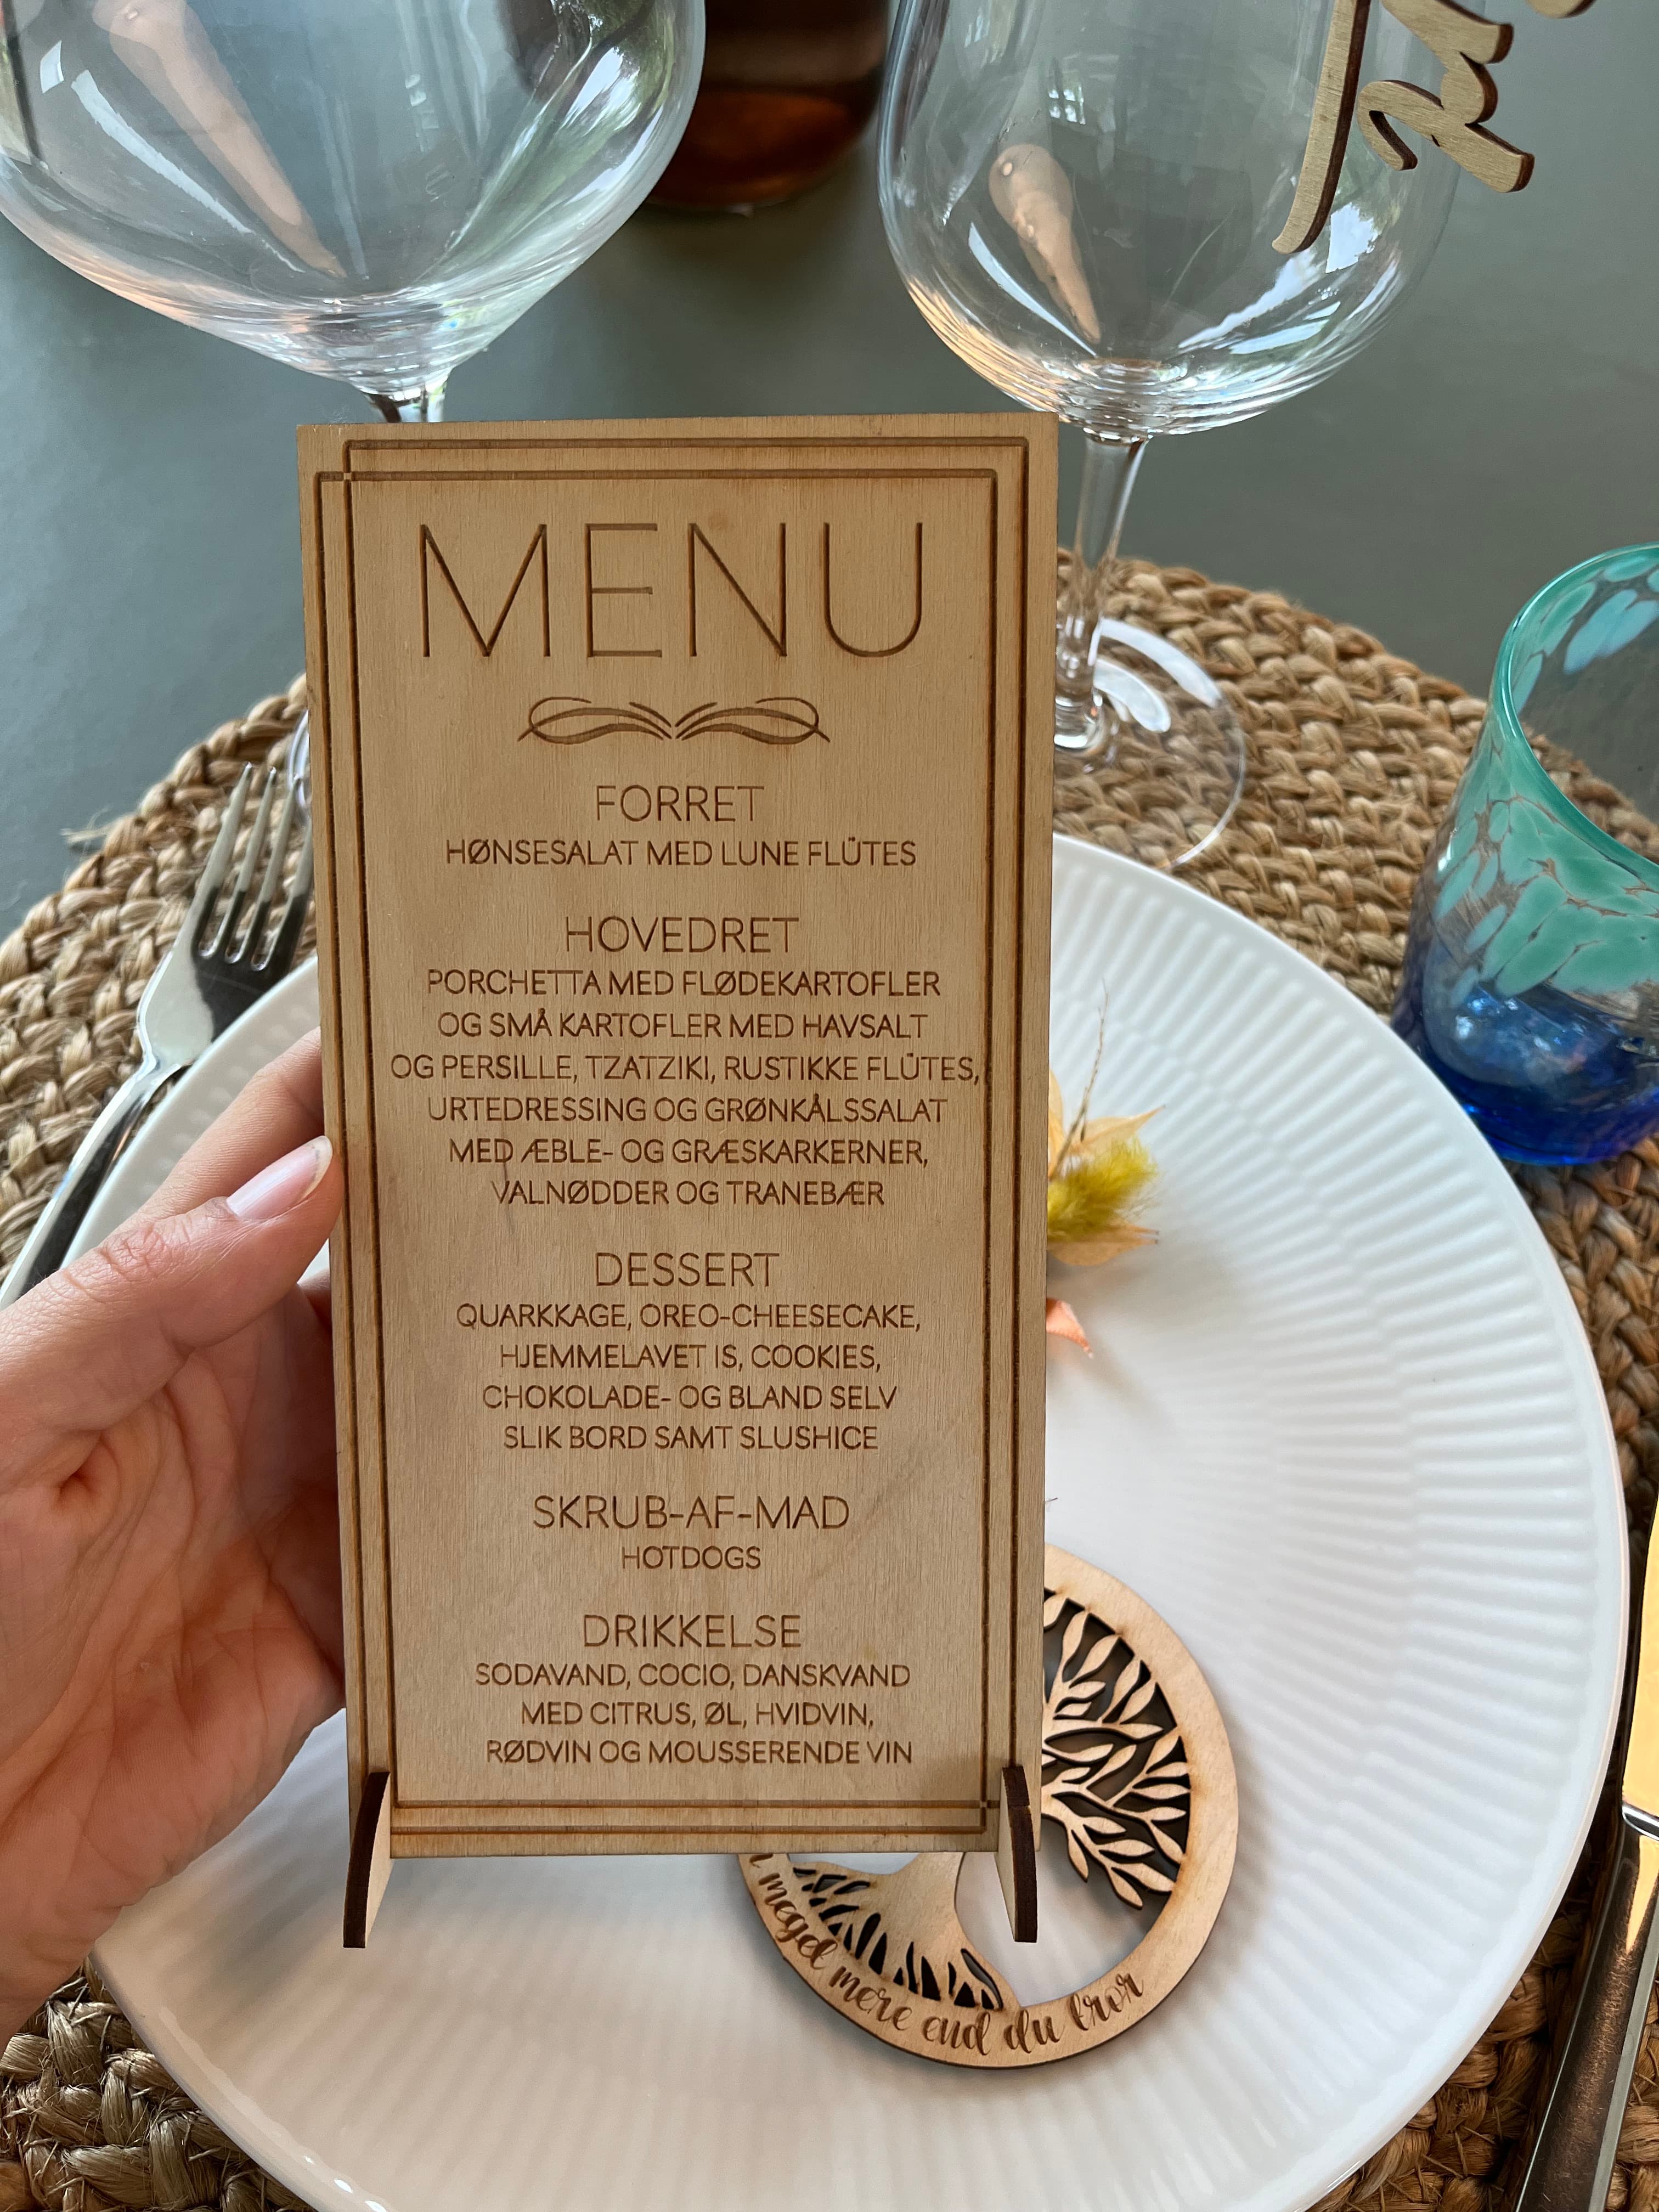 MENU
FORRET
HØNSESALAT MED LUNE FLÜTES
HOVEDRET
PORCHETTA MED FLØDEKARTOFLER
OG SMÅ KARTOFLER MED HAVSALT
OG PERSILLE, TZATZIKI, RUSTIKKE FLÜTES,
URTEDRESSING OG GRØNKÅLSSALAT
MED ÆBLE- OG GRÆSKARKERNER,
VALNØDDER OG TRANEBÆR
DESSERT
QUARKKAGE, OREO-CHEESECAKE,
HJEMMELAVET IS, COOKIES,
CHOKOLADE- OG BLAND SELV
SLIK BORD SAMT SLUSHICE
SKRUB-AF-MAD
HOTDOGS
DRIKKELSE
SODAVAND, COCIO, DANSKVAND
MED CITRUS, ØL, HVIDVIN,
RØDVIN OG MOUSSERENDE VIN
meget mere end du tror